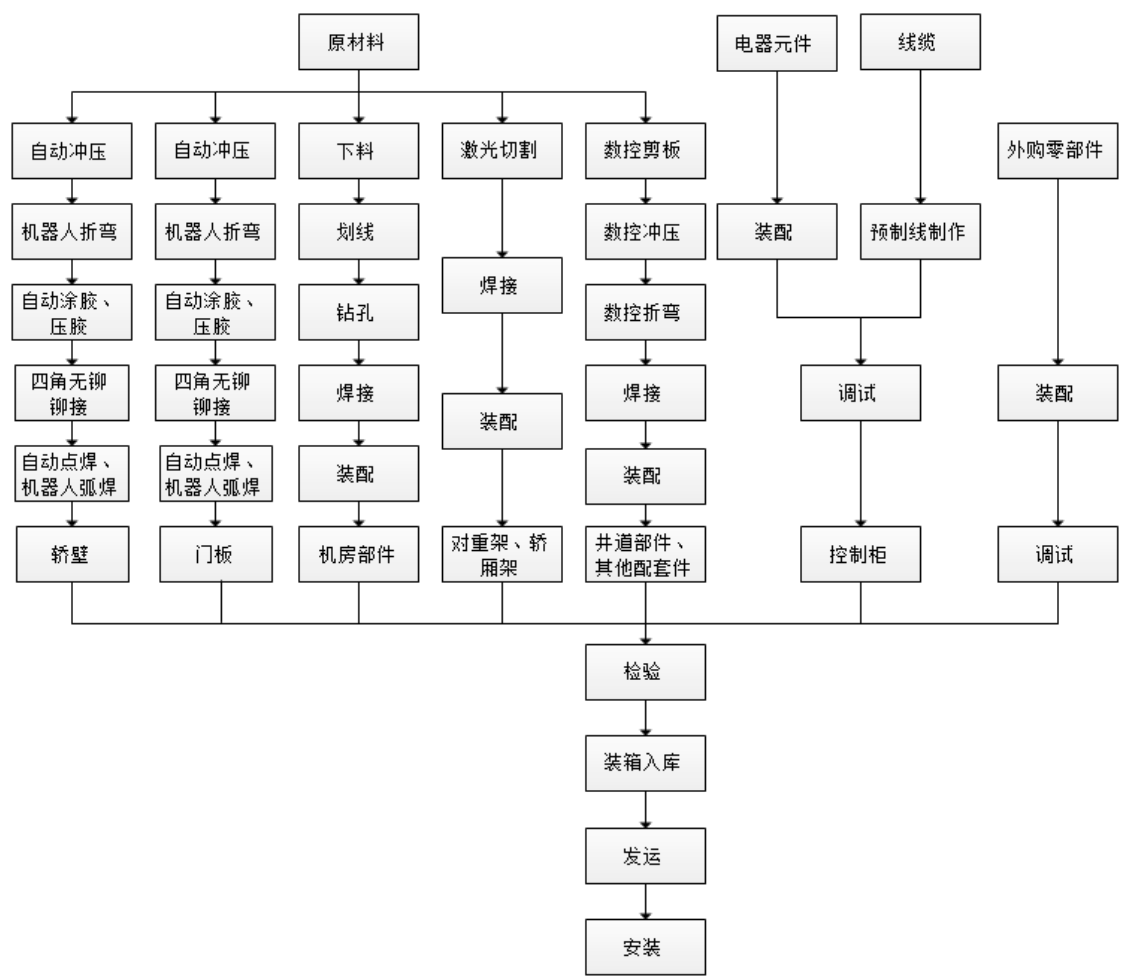 原材料
电器元件
线缆
自动冲压
自动冲压
下料
激光切割
数控剪板
外购零部件
机器人折弯
机器人折弯
划线
数控冲压
装配
预制线制作
焊接
自动涂胶、
压胶
自动涂胶、
压胶
钻孔
数控折弯
四角无铆
铆接
四角无铆
铆接
焊接
装配
焊接
调试
装配
自动点焊、
机器人弧焊
自动点焊、
机器人弧焊
装配
装配
轿壁
门板
机房部件
对重架、轿
厢架
井道部件、
其他配套件
控制柜
调试
检验
装箱入库
发运
安装